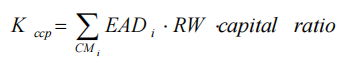 K ccp = ∑ CM i EAD i · RW ·capital ratio